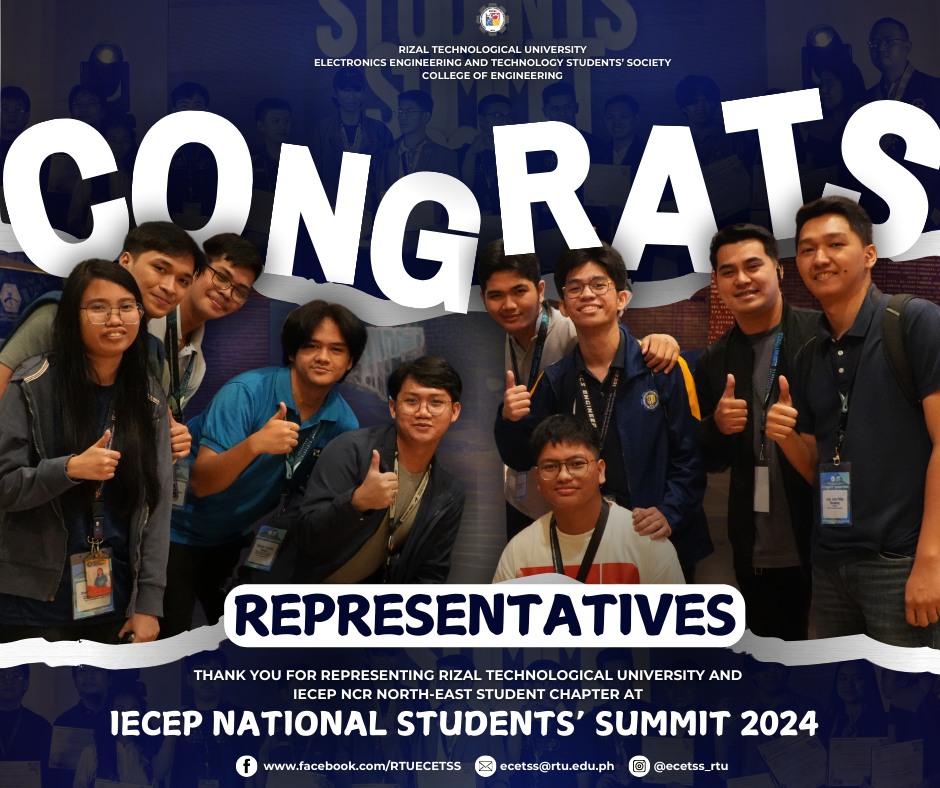 STUDENTS
SUMMIT
RIZAL TECHNOLOGICAL UNIVERSITY
ELECTRONICS ENGINEERING AND TECHNOLOGY STUDENTS' SOCIETY
COLLEGE OF ENGINEERING
CONGRATS
REPRESENTATIVES
THANK YOU FOR REPRESENTING RIZAL TECHNOLOGICAL UNIVERSITY AND
IECEP NCR NORTH-EAST STUDENT CHAPTER AT
IECEP NATIONAL STUDENTS' SUMMIT 2024
www.facebook.com/RTUECETSS ecetss@rtu.edu.ph @ecetss_rtu